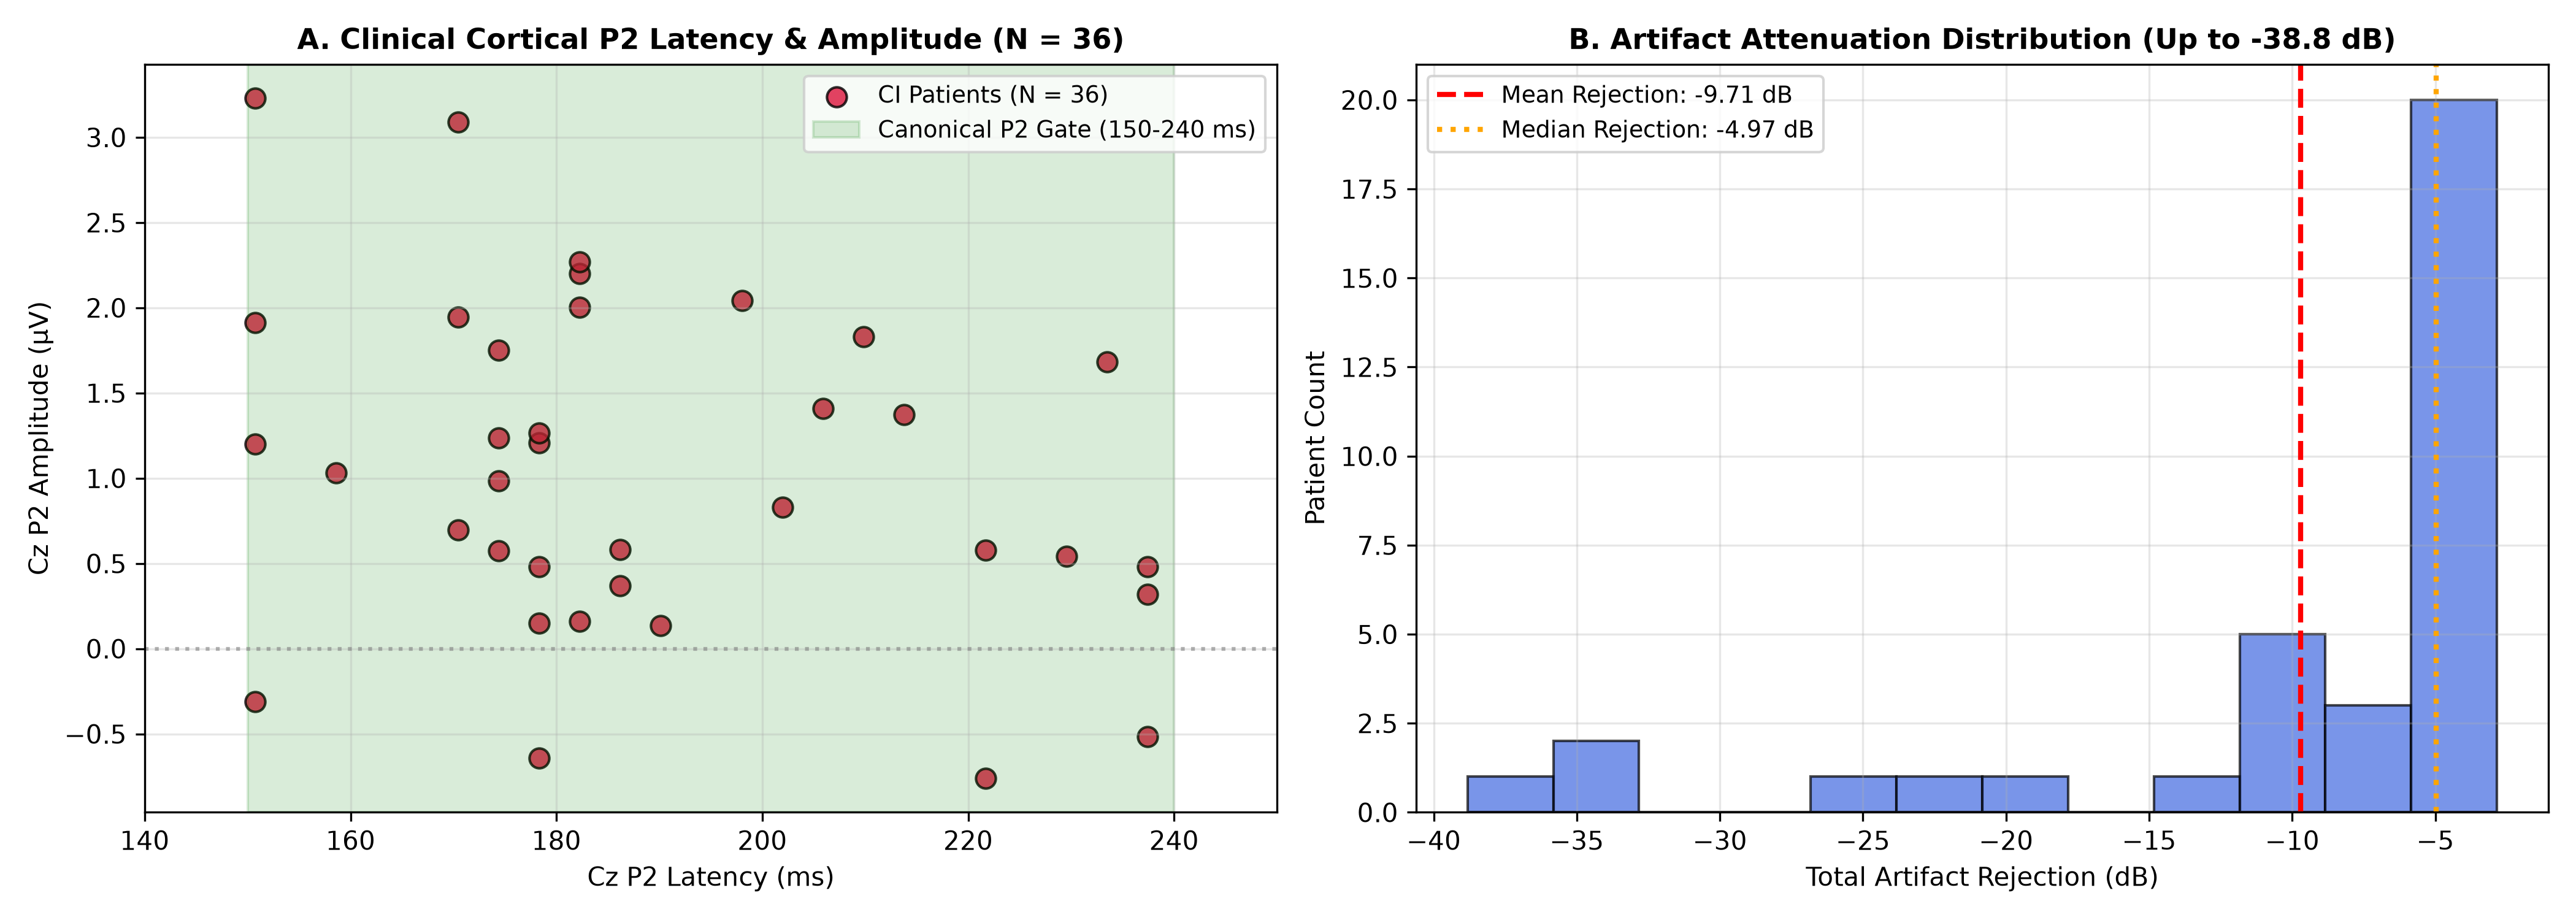 A. Clinical Cortical P2 Latency & Amplitude (N = 36)
CI Patients (N = 36)
Canonical P2 Gate (150-240 ms)
Cz P2 Amplitude (µV)
3.0
2.5
2.0
1.5
1.0
0.5
0.0
−0.5
140 160 180 200 220 240
Cz P2 Latency (ms)
B. Artifact Attenuation Distribution (Up to -38.8 dB)
Mean Rejection: -9.71 dB
Median Rejection: -4.97 dB
Patient Count
20.0
17.5
15.0
12.5
10.0
7.5
5.0
2.5
0.0
−40 −35 −30 −25 −20 −15 −10 −5
Total Artifact Rejection (dB)